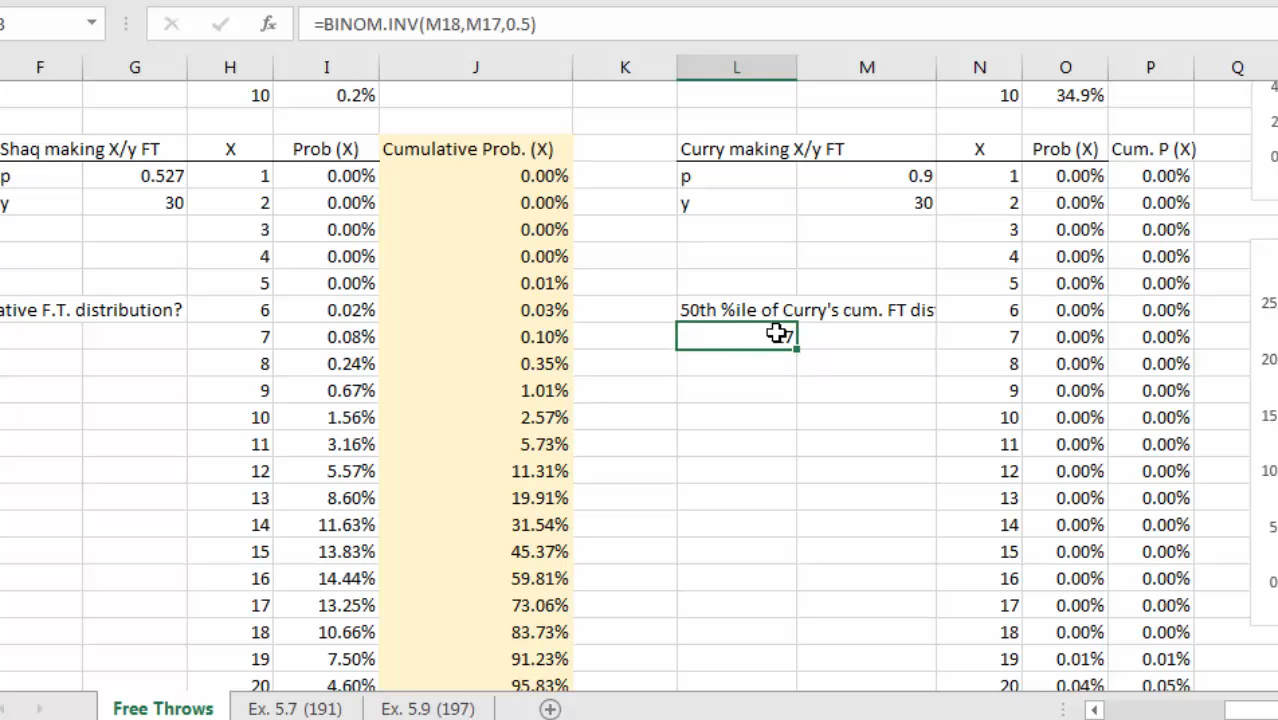 3 =BINOM.INV(M18,M17,0.5)
F G H I J K L M N O P Q
10 0.2% 10 34.9%
Shaq making X/y FT X Prob (X) Cumulative Prob. (X) Curry making X/y FT X Prob (X) Cum. P (X)
p 0.527 1 0.00% 0.00% p 0.9 1 0.00% 0.00%
y 30 2 0.00% 0.00% y 30 2 0.00% 0.00%
3 0.00% 0.00% 3 0.00% 0.00%
4 0.00% 0.00% 4 0.00% 0.00%
5 0.00% 0.01% 5 0.00% 0.00%
ative F.T. distribution? 6 0.02% 0.03% 50th %ile of Curry's cum. FT dis 6 0.00% 0.00%
7 0.08% 0.10% 7 7 0.00% 0.00%
8 0.24% 0.35% 8 0.00% 0.00%
9 0.67% 1.01% 9 0.00% 0.00%
10 1.56% 2.57% 10 0.00% 0.00%
11 3.16% 5.73% 11 0.00% 0.00%
12 5.57% 11.31% 12 0.00% 0.00%
13 8.60% 19.91% 13 0.00% 0.00%
14 11.63% 31.54% 14 0.00% 0.00%
15 13.83% 45.37% 15 0.00% 0.00%
16 14.44% 59.81% 16 0.00% 0.00%
17 13.25% 73.06% 17 0.00% 0.00%
18 10.66% 83.73% 18 0.00% 0.00%
19 7.50% 91.23% 19 0.01% 0.01%
20 4.60% 95.83% 20 0.04% 0.05%
4
2
0
25
20
15
10
5
0
Free Throws Ex. 5.7 (191) Ex. 5.9 (197)